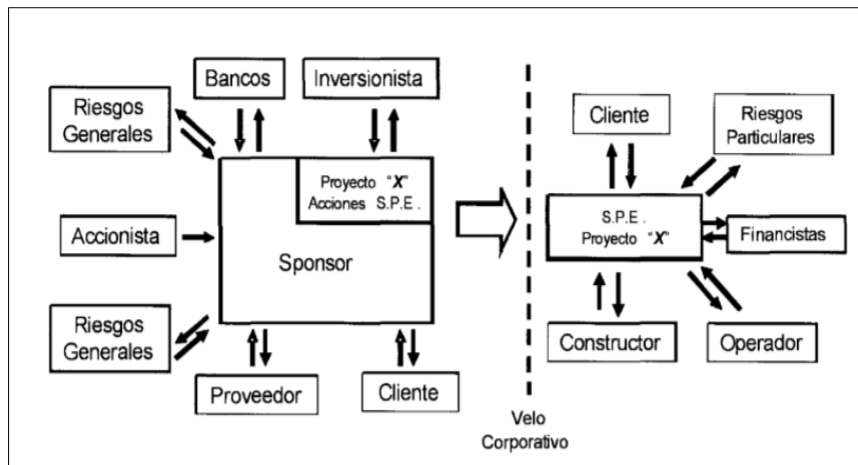 Bancos
Inversionista
Riesgos
Generales
Proyecto "X"
Acciones S.P.E.
Accionista
Sponsor
Riesgos
Generales
Proveedor
Cliente
Velo
Corporativo
Cliente
Riesgos
Particulares
S.P.E.
Proyecto "X"
Financistas
Constructor
Operador